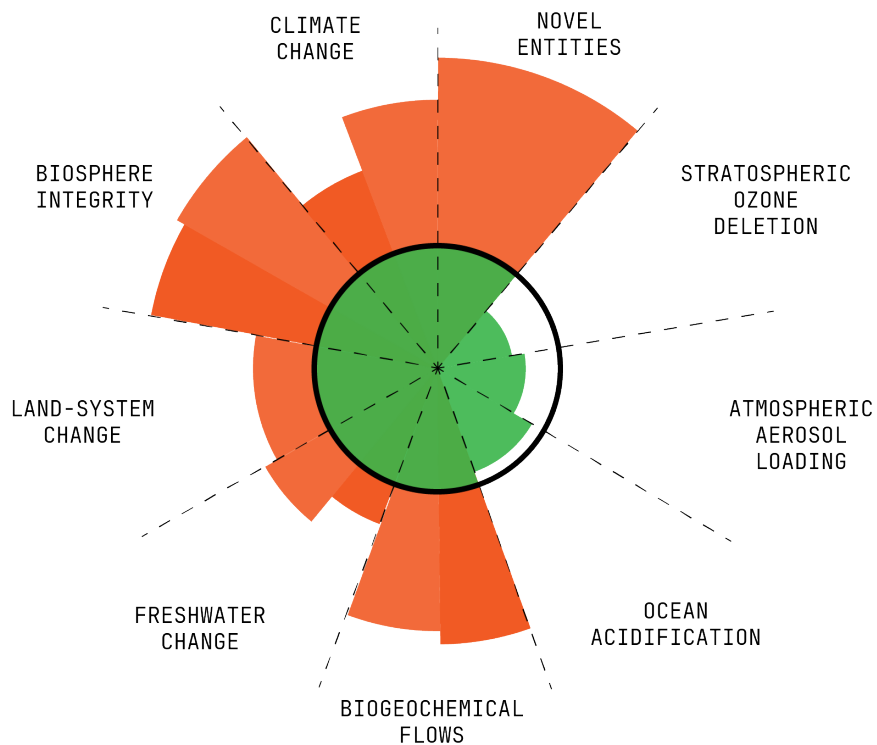 CLIMATE
CHANGE
NOVEL
ENTITIES
STRATOSPHERIC
OZONE
DELETION
ATMOSPHERIC
AEROSOL
LOADING
OCEAN
ACIDIFICATION
BIOGEOCHEMICAL
FLOWS
FRESHWATER
CHANGE
LAND-SYSTEM
CHANGE
BIOSPHERE
INTEGRITY